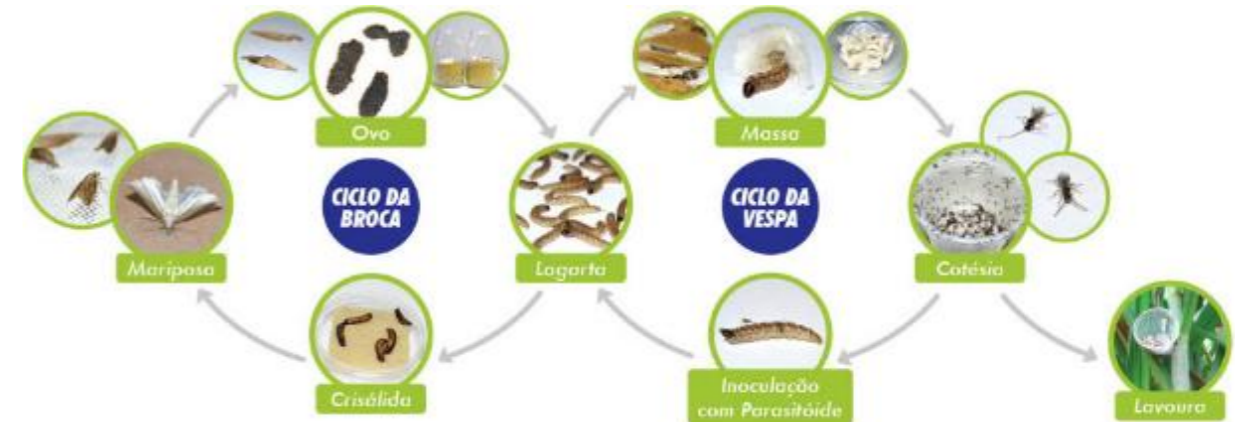 Ovo
Massa
CICLO DA
BROCA
CICLO DA
VESPA
Mariposa
Lagarta
Cotésia
Crisálida
Inoculação
com Parasitóide
Lavoura